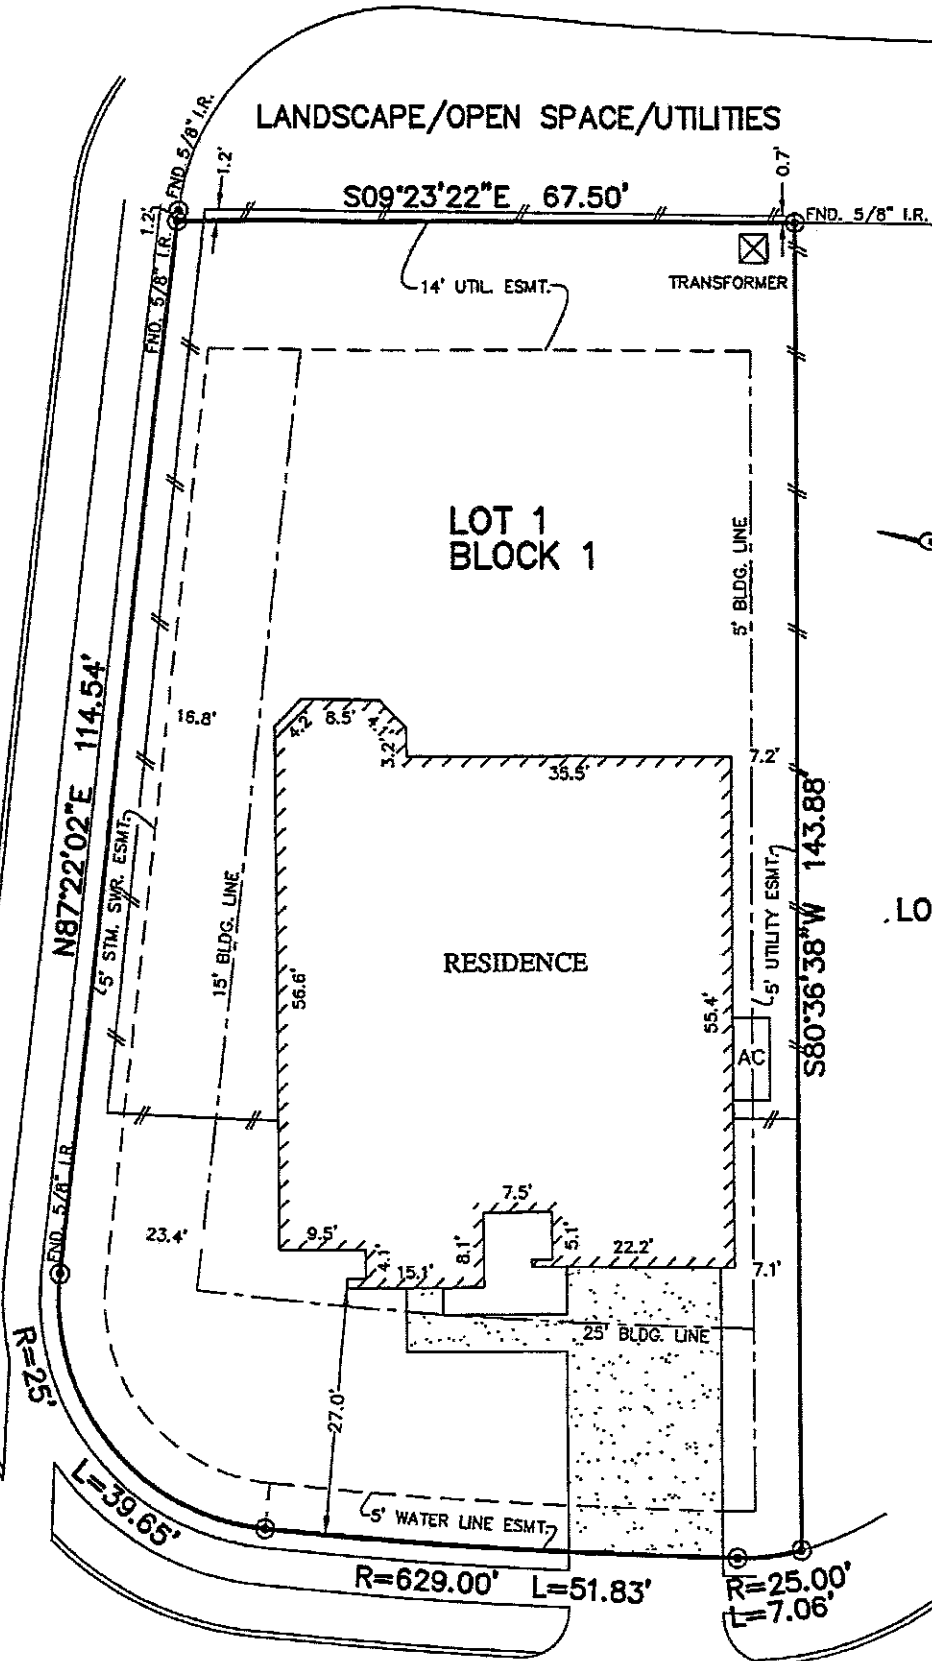 LANDSCAPE/OPEN SPACE/UTILITIES
FND. 5/8" I.R.
1.2'
0.7'
S09°23'22"E 67.50'
1.2'
FND. 5/8" I.R.
FND. 5/8" I.R.
TRANSFORMER
14' UTIL. ESMT.
LOT 1
BLOCK 1
5' BLDG. LINE
N87°22'02"E 114.54'
16.8'
4.2'
8.5'
4.1'
3.2'
35.5'
7.2'
S80°36'38"W 143.88'
5' STM. SWR. ESMT.
15' BLDG. LINE
56.6'
RESIDENCE
55.4'
5' UTILITY ESMT.
LO
AC
FND. 5/8" I.R.
23.4'
9.5'
4.1'
15.1'
8.1'
7.5'
5.1'
22.2'
7.1'
25' BLDG. LINE
R=25'
L=39.65'
27.0'
5' WATER LINE ESMT.
R=629.00' L=51.83'
R=25.00'
L=7.06'